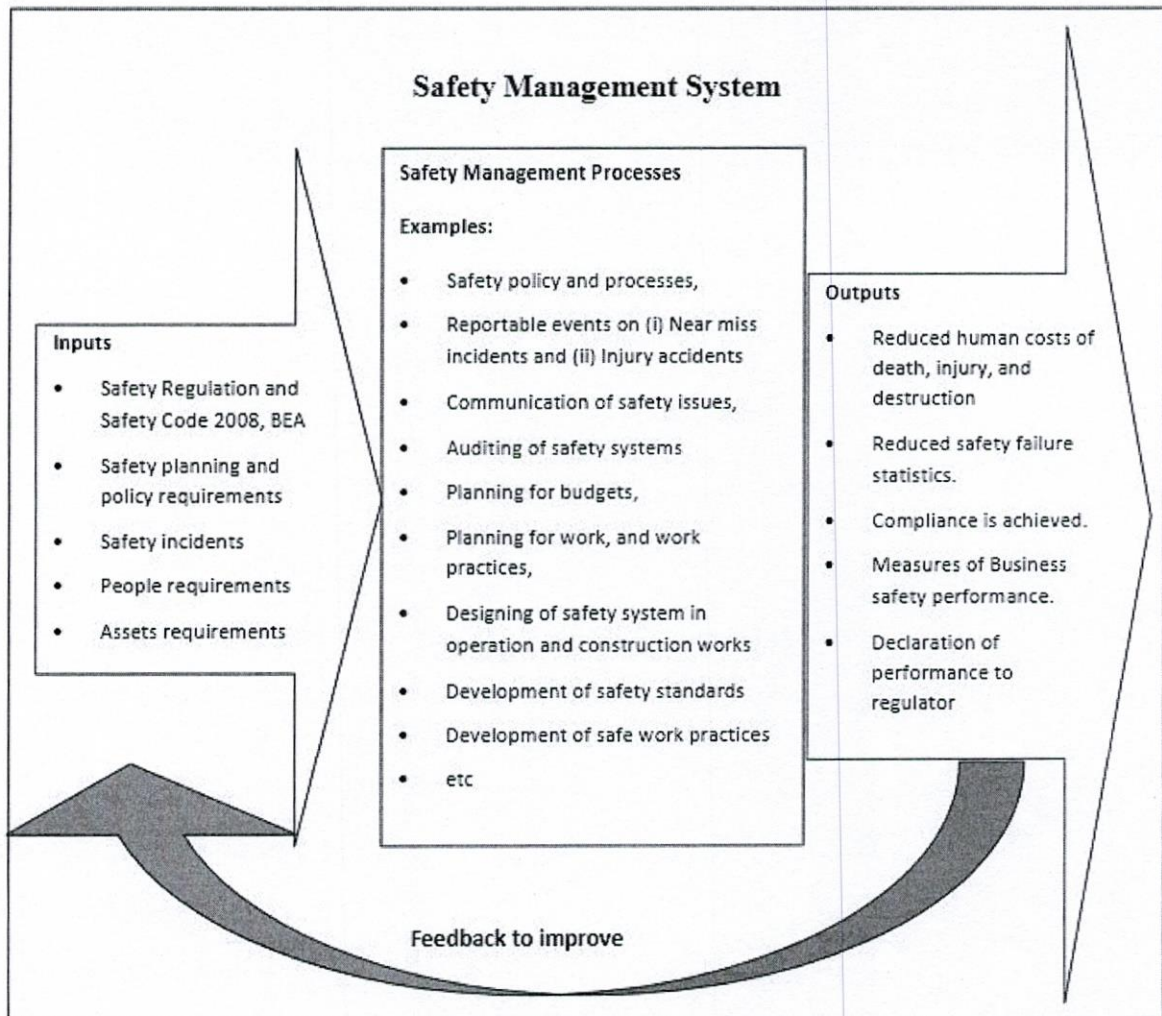 Safety Management System
Inputs
• Safety Regulation and
Safety Code 2008, BEA
• Safety planning and
policy requirements
• Safety incidents
• People requirements
• Assets requirements
Safety Management Processes
Examples:
• Safety policy and processes,
• Reportable events on (i) Near miss
incidents and (ii) Injury accidents
• Communication of safety issues,
• Auditing of safety systems
• Planning for budgets,
• Planning for work, and work
practices,
• Designing of safety system in
operation and construction works
• Development of safety standards
• Development of safe work practices
• etc
Outputs
• Reduced human costs of
death, injury, and
destruction
• Reduced safety failure
statistics.
• Compliance is achieved.
• Measures of Business
safety performance.
• Declaration of
performance to
regulator
Feedback to improve